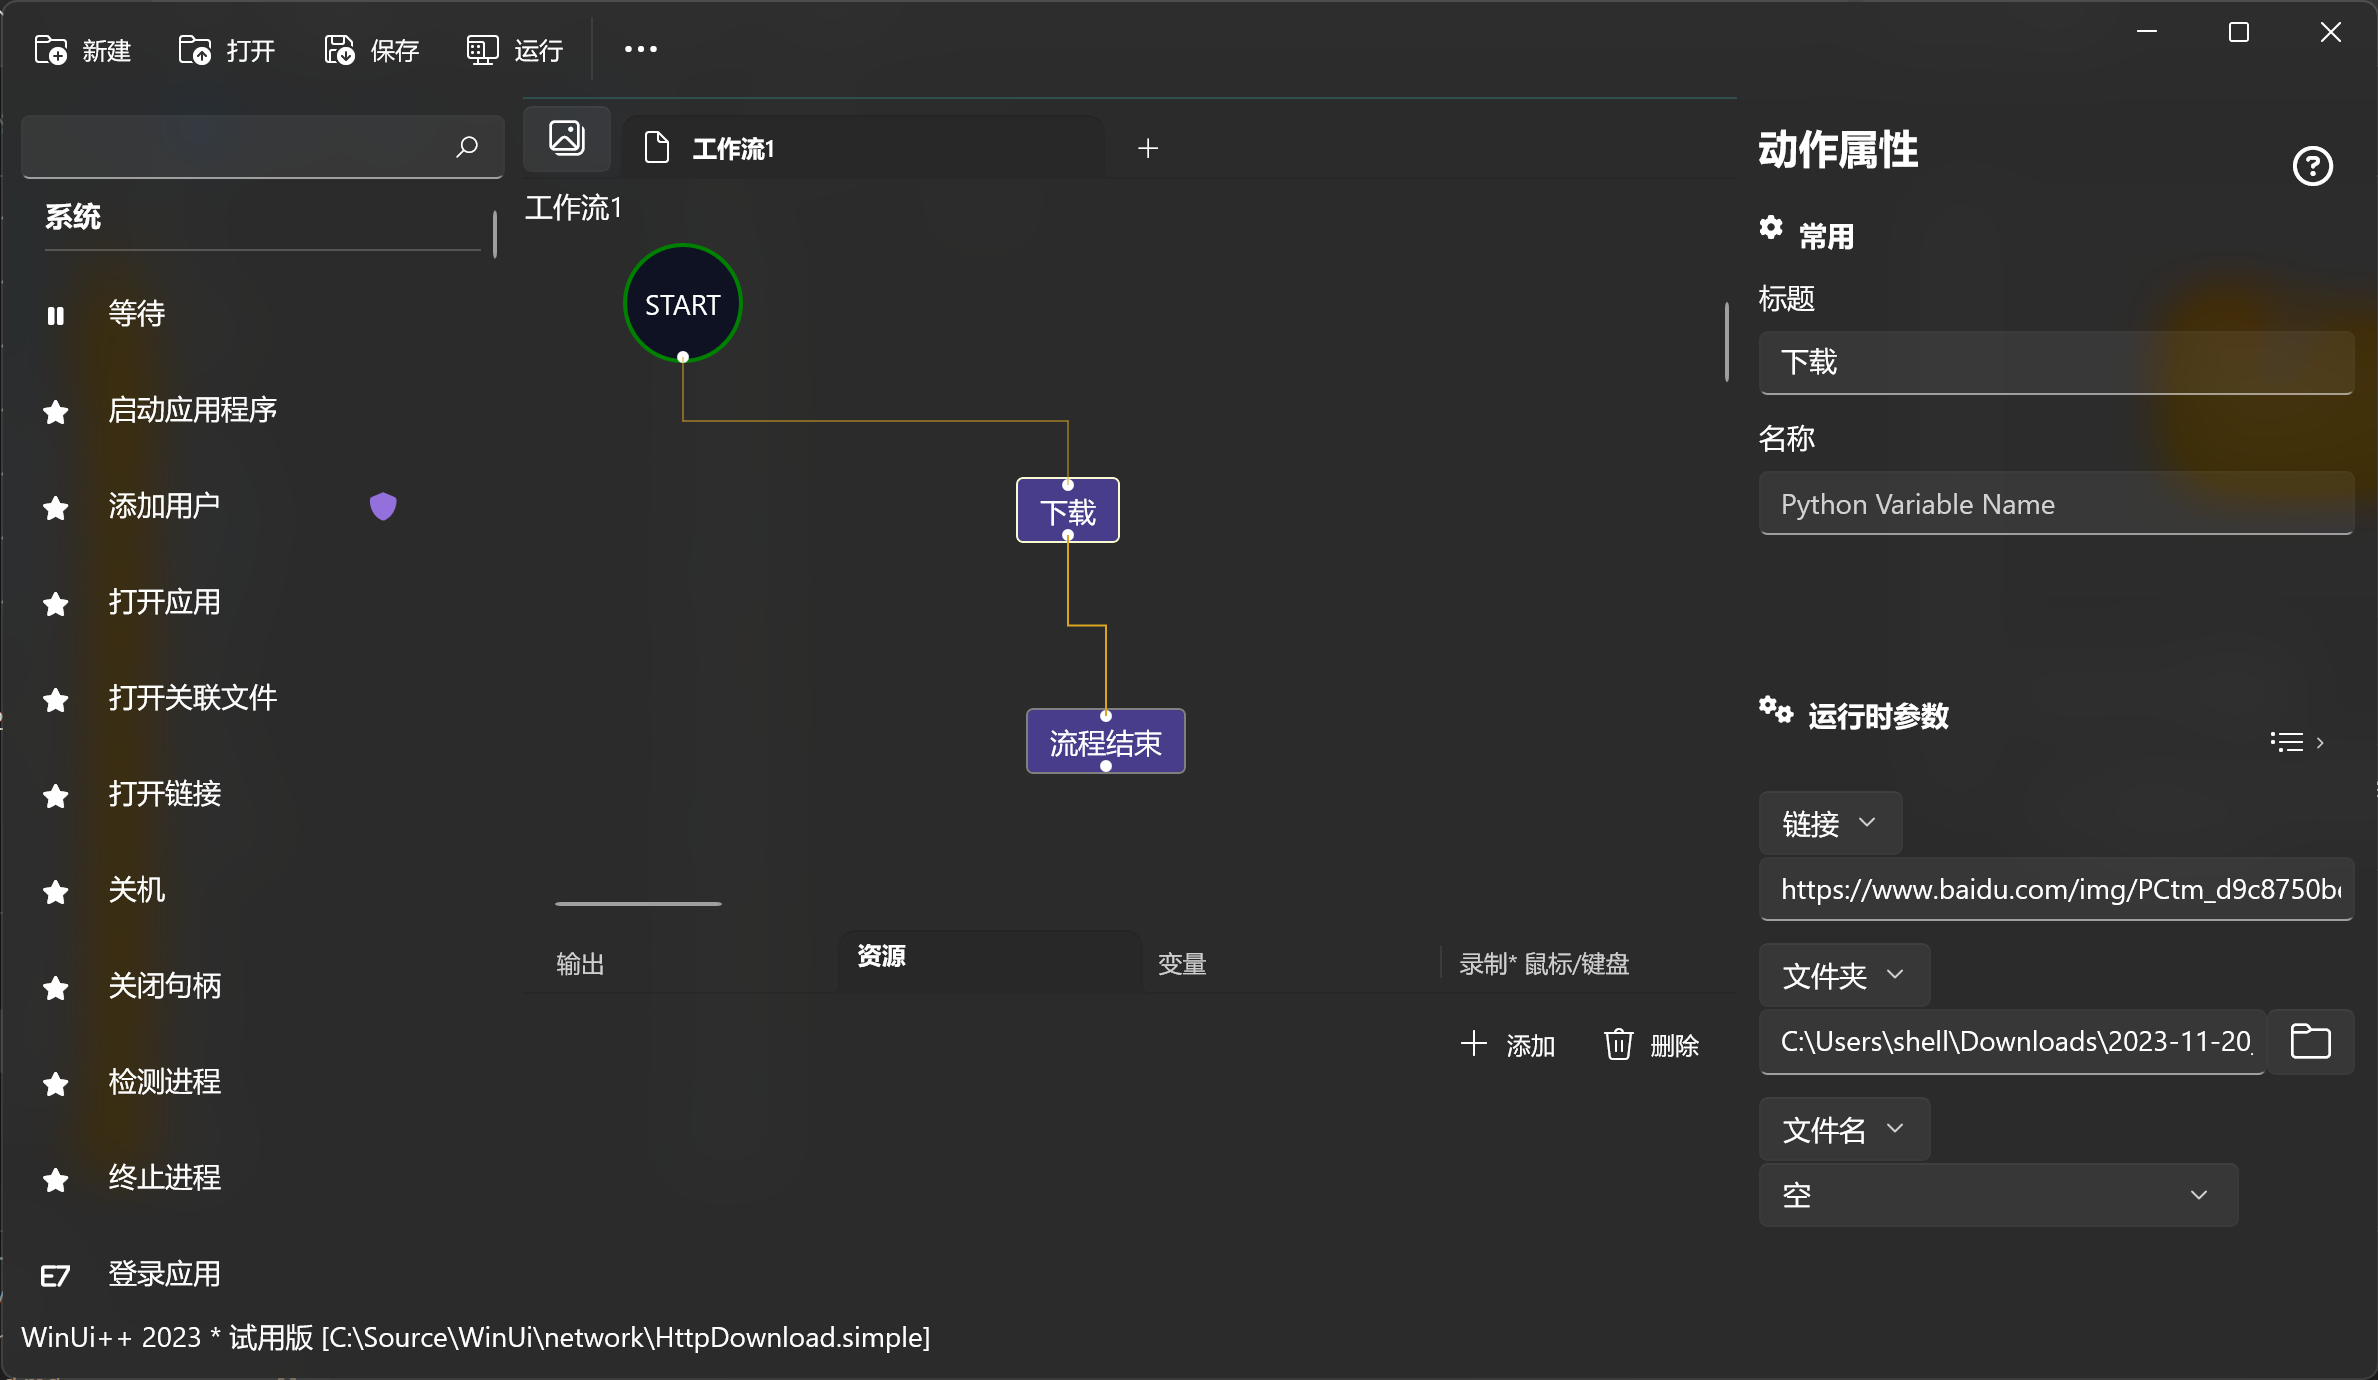 新建
打开
保存
运行
系统
等待
启动应用程序
添加用户
打开应用
打开关联文件
打开链接
关机
关闭句柄
检测进程
终止进程
E7 登录应用
工作流1
工作流1
START
下载
流程结束
输出
资源
变量
录制* 鼠标/键盘
添加
删除
动作属性
常用
标题
下载
名称
Python Variable Name
运行时参数
链接
https://www.baidu.com/img/PCtm_d9c8750b
文件夹
C:\Users\shell\Downloads\2023-11-20
文件名
空
WinUi++ 2023 * 试用版 [C:\Source\WinUi\network\HttpDownload.simple]